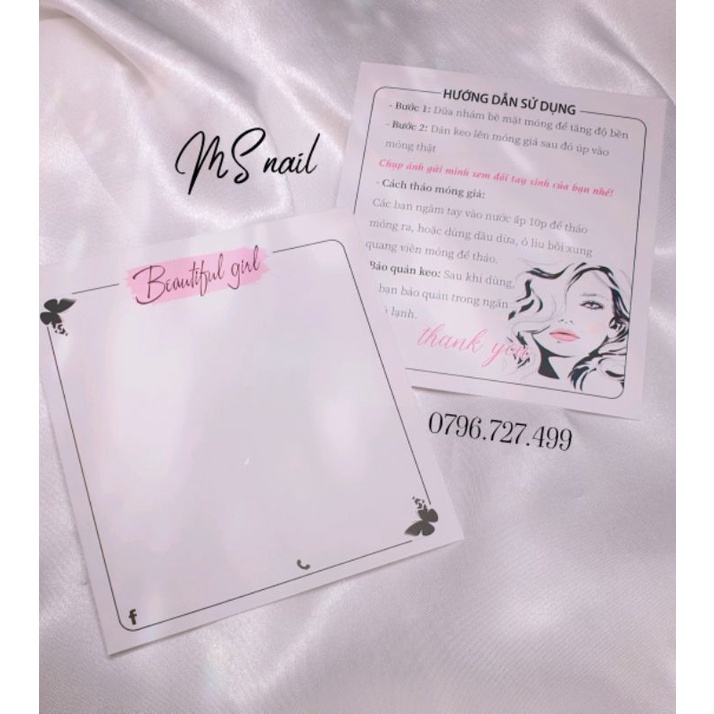 MS nail
HƯỚNG DẪN SỬ DỤNG
- Bước 1: Dũa nhám bề mặt móng để tăng độ bền
- Bước 2: Dán keo lên móng giả sau đó úp vào
móng thật
Chụp ảnh gửi mình xem đôi tay xinh của bạn nhé!
- Cách tháo móng giả:
Các bạn ngâm tay vào nước ấp 10p để tháo
móng ra, hoặc dùng dầu dừa, ô liu bôi xung
quang viên móng để tháo.
Bảo quản keo: Sau khi dùng,
bạn bảo quản trong ngăn
lạnh.
thank you
Beautiful girl
0796.727.499
f